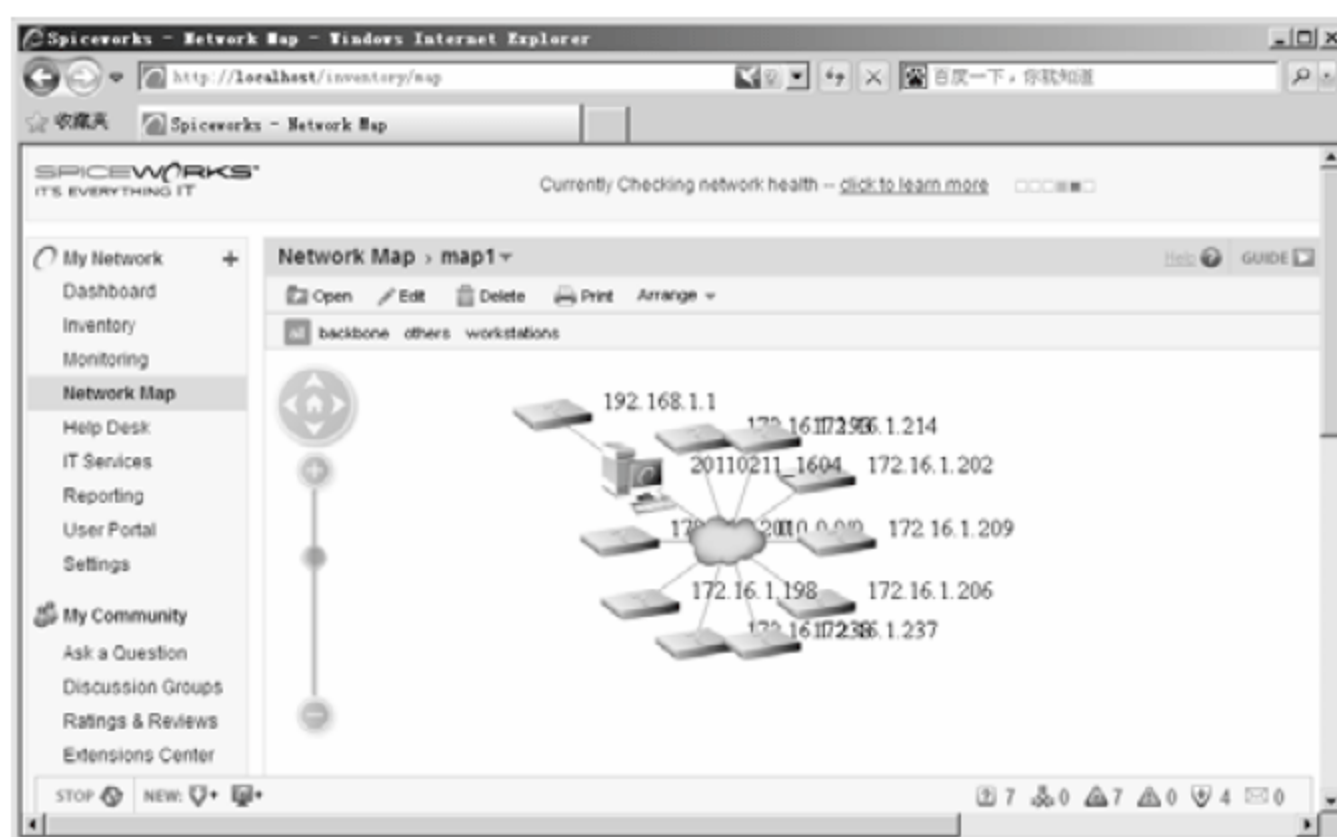 Spiceworks - Network Map - Windows Internet Explorer
http://localhost/inventory/map
百度一下，你就知道
收藏夹
Spiceworks - Network Map
SPICEWORKS
IT'S EVERYTHING IT
Currently Checking network health -- click to learn more
My Network +
Dashboard
Inventory
Monitoring
Network Map
Help Desk
IT Services
Reporting
User Portal
Settings
My Community
Ask a Question
Discussion Groups
Ratings & Reviews
Extensions Center
Network Map › map1
Help
GUIDE
Open Edit Delete Print Arrange
all backbone others workstations
192.168.1.1
172.16.1.214
20110211_1604
172.16.1.202
172.16.1.209
172.16.1.198
172.16.1.206
172.16.1.237
STOP NEW:
7 0 7 0 4 0